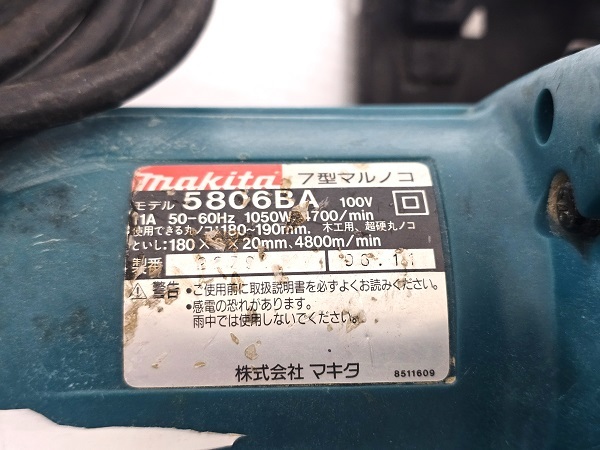 makita 7型マルノコ
モデル 5806BA 100V
11A 50-60Hz 1050W 4700/min
使用できる丸ノコ:180~190mm. 木工用、超硬丸ノコ
といし:180× ×20mm、4800m/min
製番
警告 •ご使用前に取扱説明書を必ずよくお読みください。
•感電の恐れがあります。
雨中では使用しないでください。
株式会社 マキタ
8511609